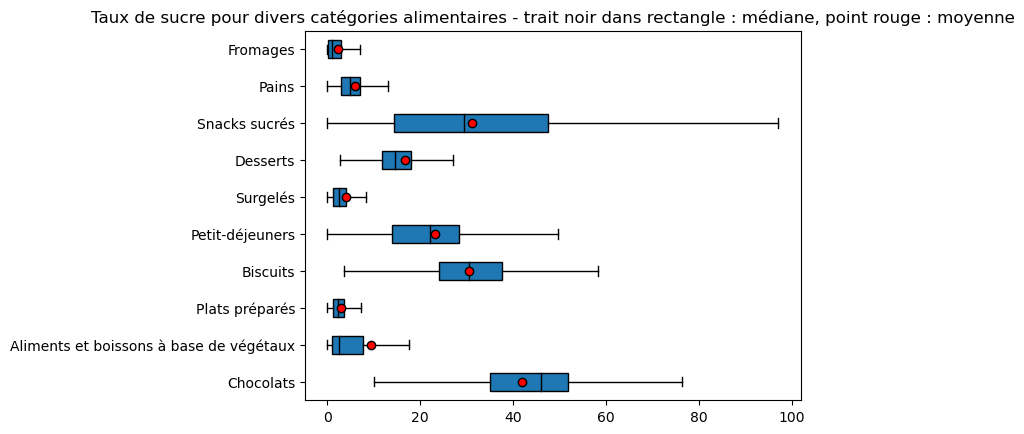 Taux de sucre pour divers catégories alimentaires - trait noir dans rectangle : médiane, point rouge : moyenne
Fromages
Pains
Snacks sucrés
Desserts
Surgelés
Petit-déjeuners
Biscuits
Plats préparés
Aliments et boissons à base de végétaux
Chocolats
0 20 40 60 80 100